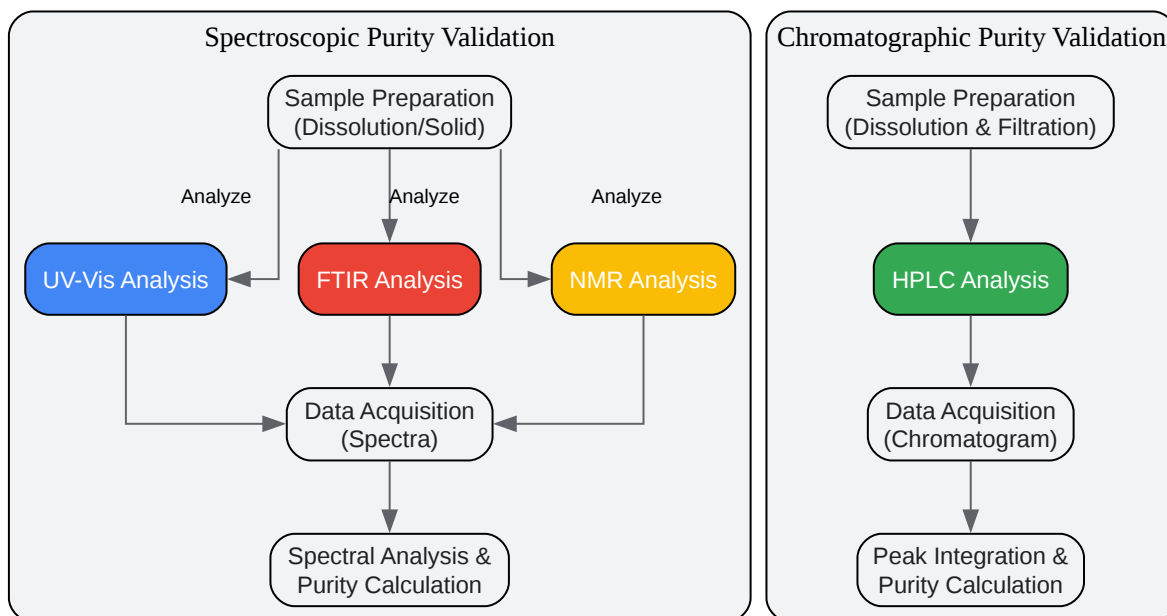 Spectroscopic Purity Validation
Sample Preparation
(Dissolution/Solid)
Analyze
Analyze
Analyze
UV-Vis Analysis
FTIR Analysis
NMR Analysis
Data Acquisition
(Spectra)
Spectral Analysis &
Purity Calculation
Chromatographic Purity Validation
Sample Preparation
(Dissolution & Filtration)
HPLC Analysis
Data Acquisition
(Chromatogram)
Peak Integration &
Purity Calculation